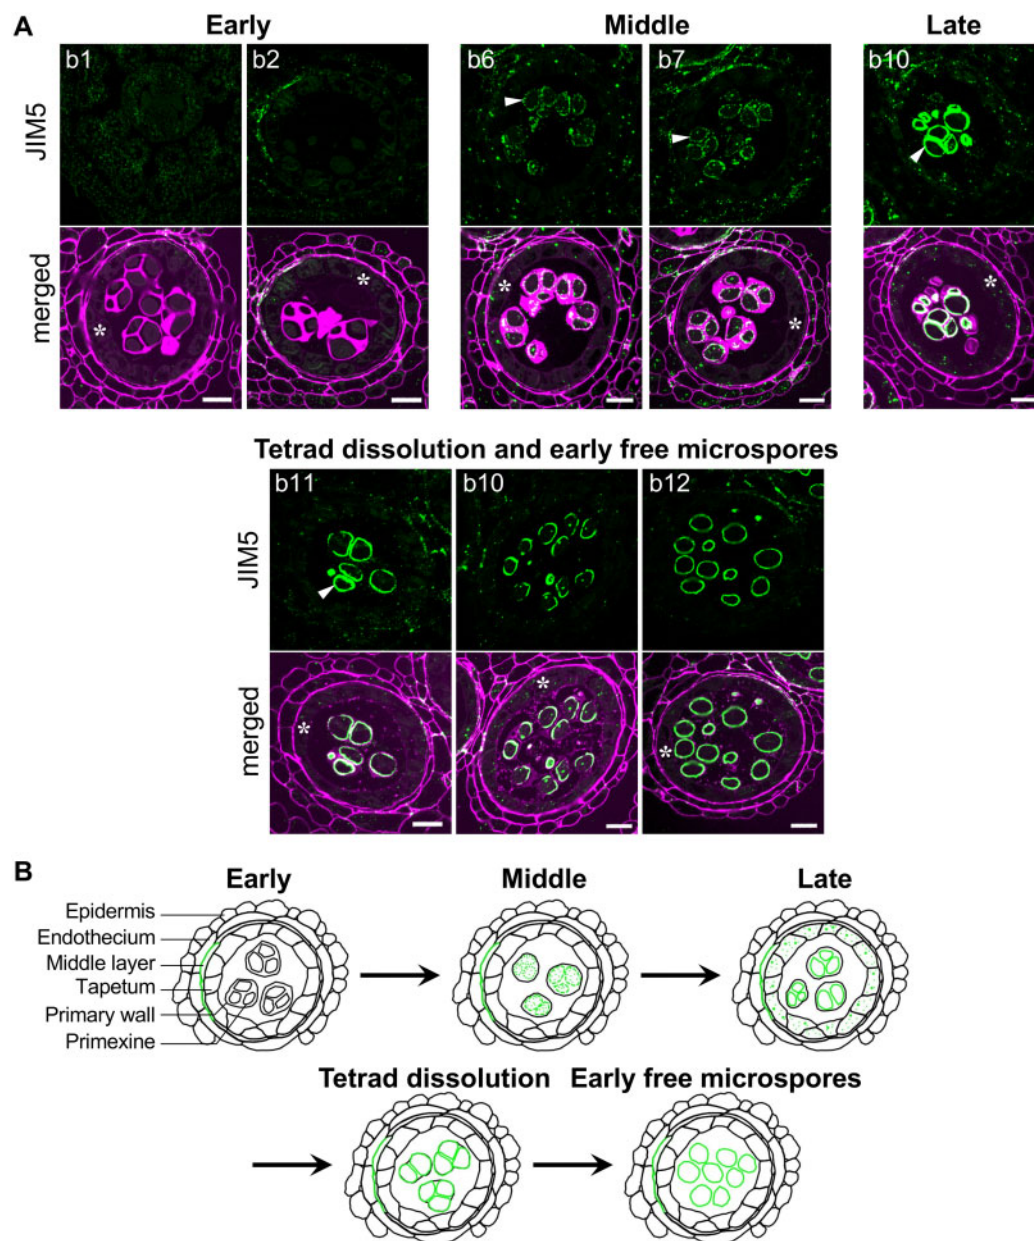 A
Early
Middle
Late
JIM5
b1
b2
b6
b7
b10
merged
*
*
*
*
*
Tetrad dissolution and early free microspores
JIM5
b11
b10
b12
merged
*
*
*
B
Early
Middle
Late
Epidermis
Endothecium
Middle layer
Tapetum
Primary wall
Primexine
Tetrad dissolution
Early free microspores